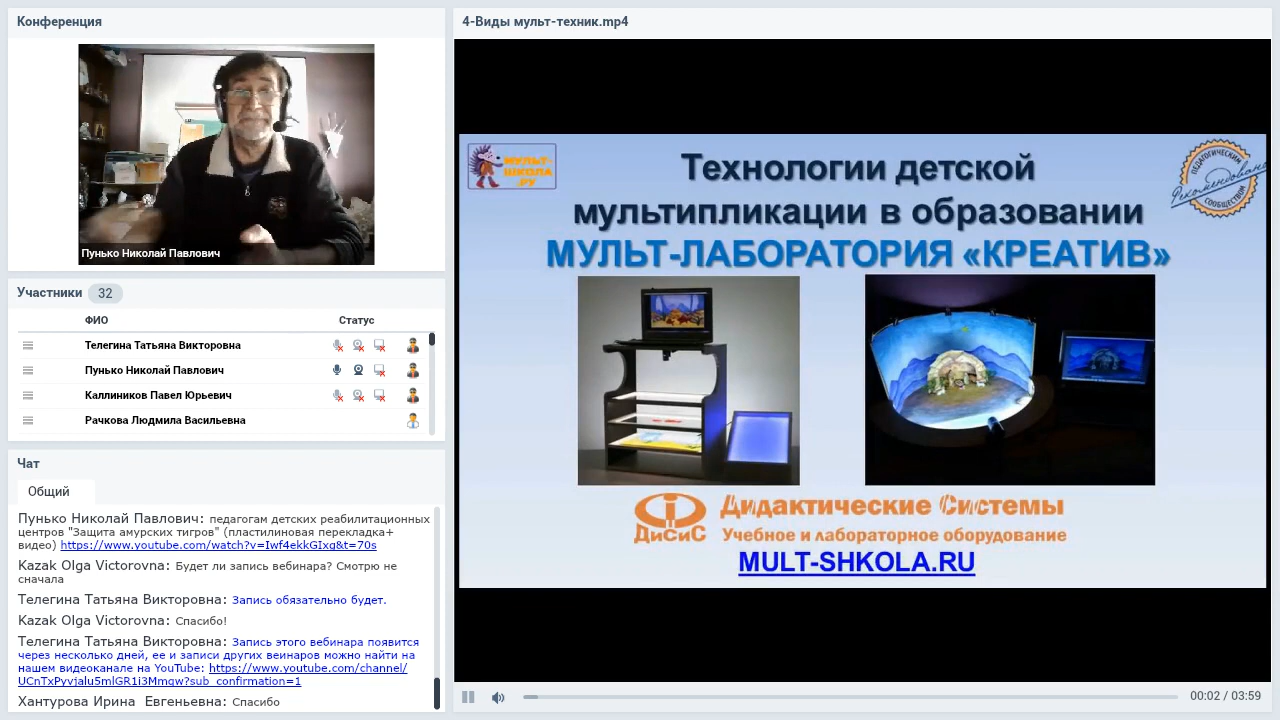 Конференция
Пунько Николай Павлович
Участники 32
ФИО Статус
Телегина Татьяна Викторовна
Пунько Николай Павлович
Каллиников Павел Юрьевич
Рачкова Людмила Васильевна
Чат
Общий
Пунько Николай Павлович: педагогам детских реабилитационных
центров "Защита амурских тигров" (пластилиновая перекладка+
видео) https://www.youtube.com/watch?v=Iwf4ekkGIxg&t=70s
Kazak Olga Victorovna: Будет ли запись вебинара? Смотрю не
сначала
Телегина Татьяна Викторовна: Запись обязательно будет.
Kazak Olga Victorovna: Спасибо!
Телегина Татьяна Викторовна: Запись этого вебинара появится
через несколько дней, ее и записи других веинаров можно найти на
нашем видеоканале на YouTube: https://www.youtube.com/channel/
UCnTxPyvjalu5mlGR1i3Mmqw?sub_confirmation=1
Хантурова Ирина Евгеньевна: Спасибо
4-Виды мульт-техник.mp4
МУЛЬТ-
ШКОЛА
.РУ
ПЕДАГОГИЧЕСКИМ
Рекомендовано
СООБЩЕСТВОМ
Технологии детской
мультипликации в образовании
МУЛЬТ-ЛАБОРАТОРИЯ «КРЕАТИВ»
ДиСиС
Дидактические Системы
Учебное и лабораторное оборудование
MULT-SHKOLA.RU
00:02 / 03:59